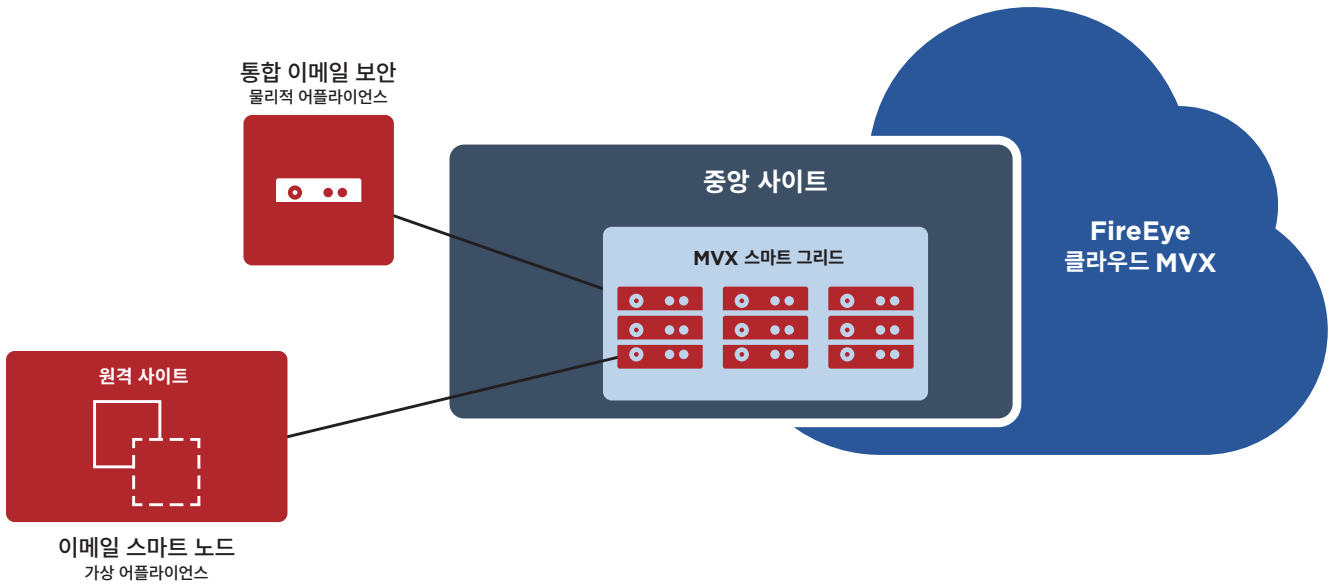 통합 이메일 보안
물리적 어플라이언스
중앙 사이트
MVX 스마트 그리드
FireEye
클라우드 MVX
원격 사이트
이메일 스마트 노드
가상 어플라이언스